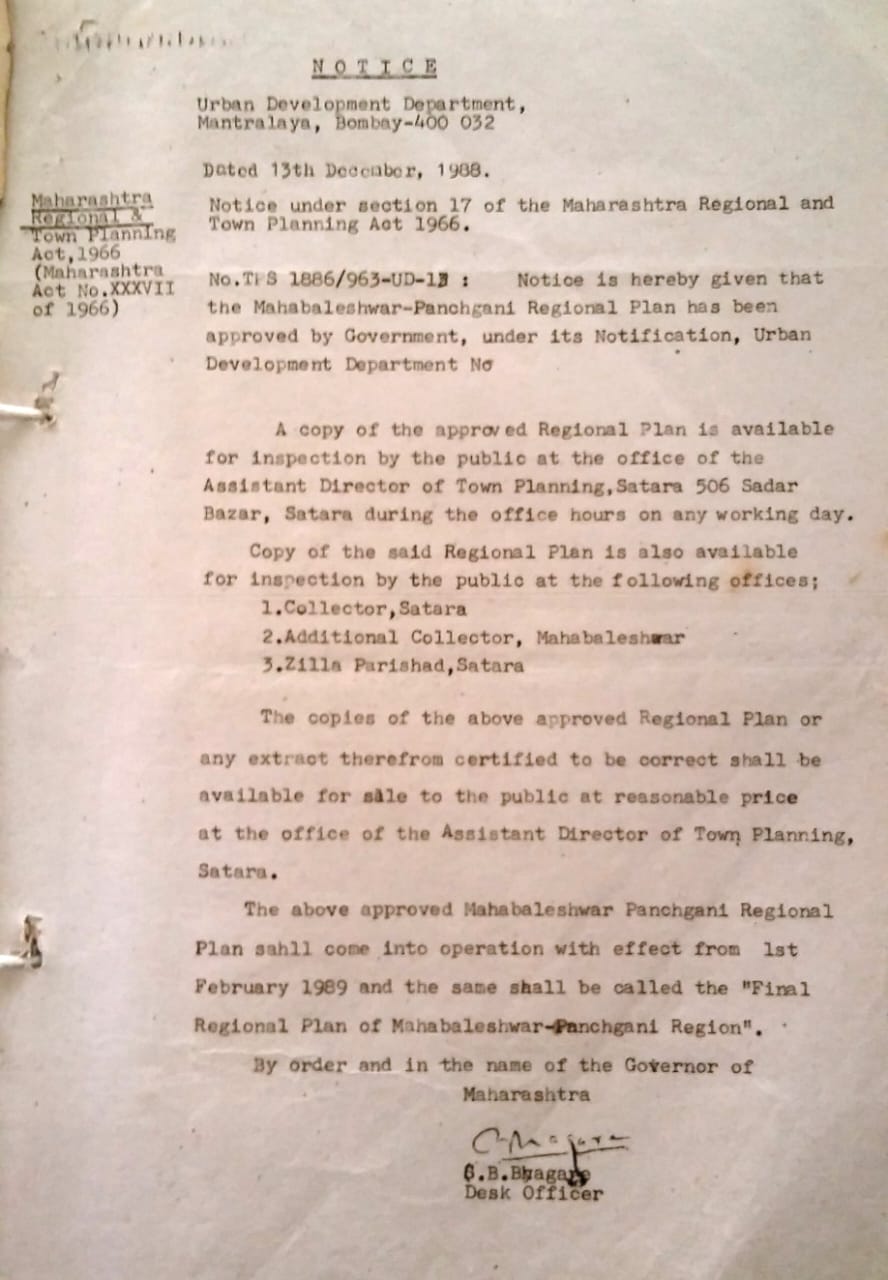 NOTICE
Urban Development Department,
Mantralaya, Bombay-400 032
Dated 13th December, 1988.
Maharashtra
Regional &
Town Planning
Act,1966
(Maharashtra
Act No.XXXVII
of 1966)
Notice under section 17 of the Maharashtra Regional and
Town Planning Act 1966.
No.TPS 1886/963-UD-13 : Notice is hereby given that
the Mahabaleshwar-Panchgani Regional Plan has been
approved by Government, under its Notification, Urban
Development Department No
A copy of the approved Regional Plan is available
for inspection by the public at the office of the
Assistant Director of Town Planning,Satara 506 Sadar
Bazar, Satara during the office hours on any working day.
Copy of the said Regional Plan is also available
for inspection by the public at the following offices;
1.Collector,Satara
2.Additional Collector, Mahabaleshwar
3.Zilla Parishad,Satara
The copies of the above approved Regional Plan or
any extract therefrom certified to be correct shall be
available for sale to the public at reasonable price
at the office of the Assistant Director of Town Planning,
Satara.
The above approved Mahabaleshwar Panchgani Regional
Plan sahll come into operation with effect from 1st
February 1989 and the same shall be called the "Final
Regional Plan of Mahabaleshwar-Panchgani Region".
By order and in the name of the Governor of
Maharashtra
Desk Officer